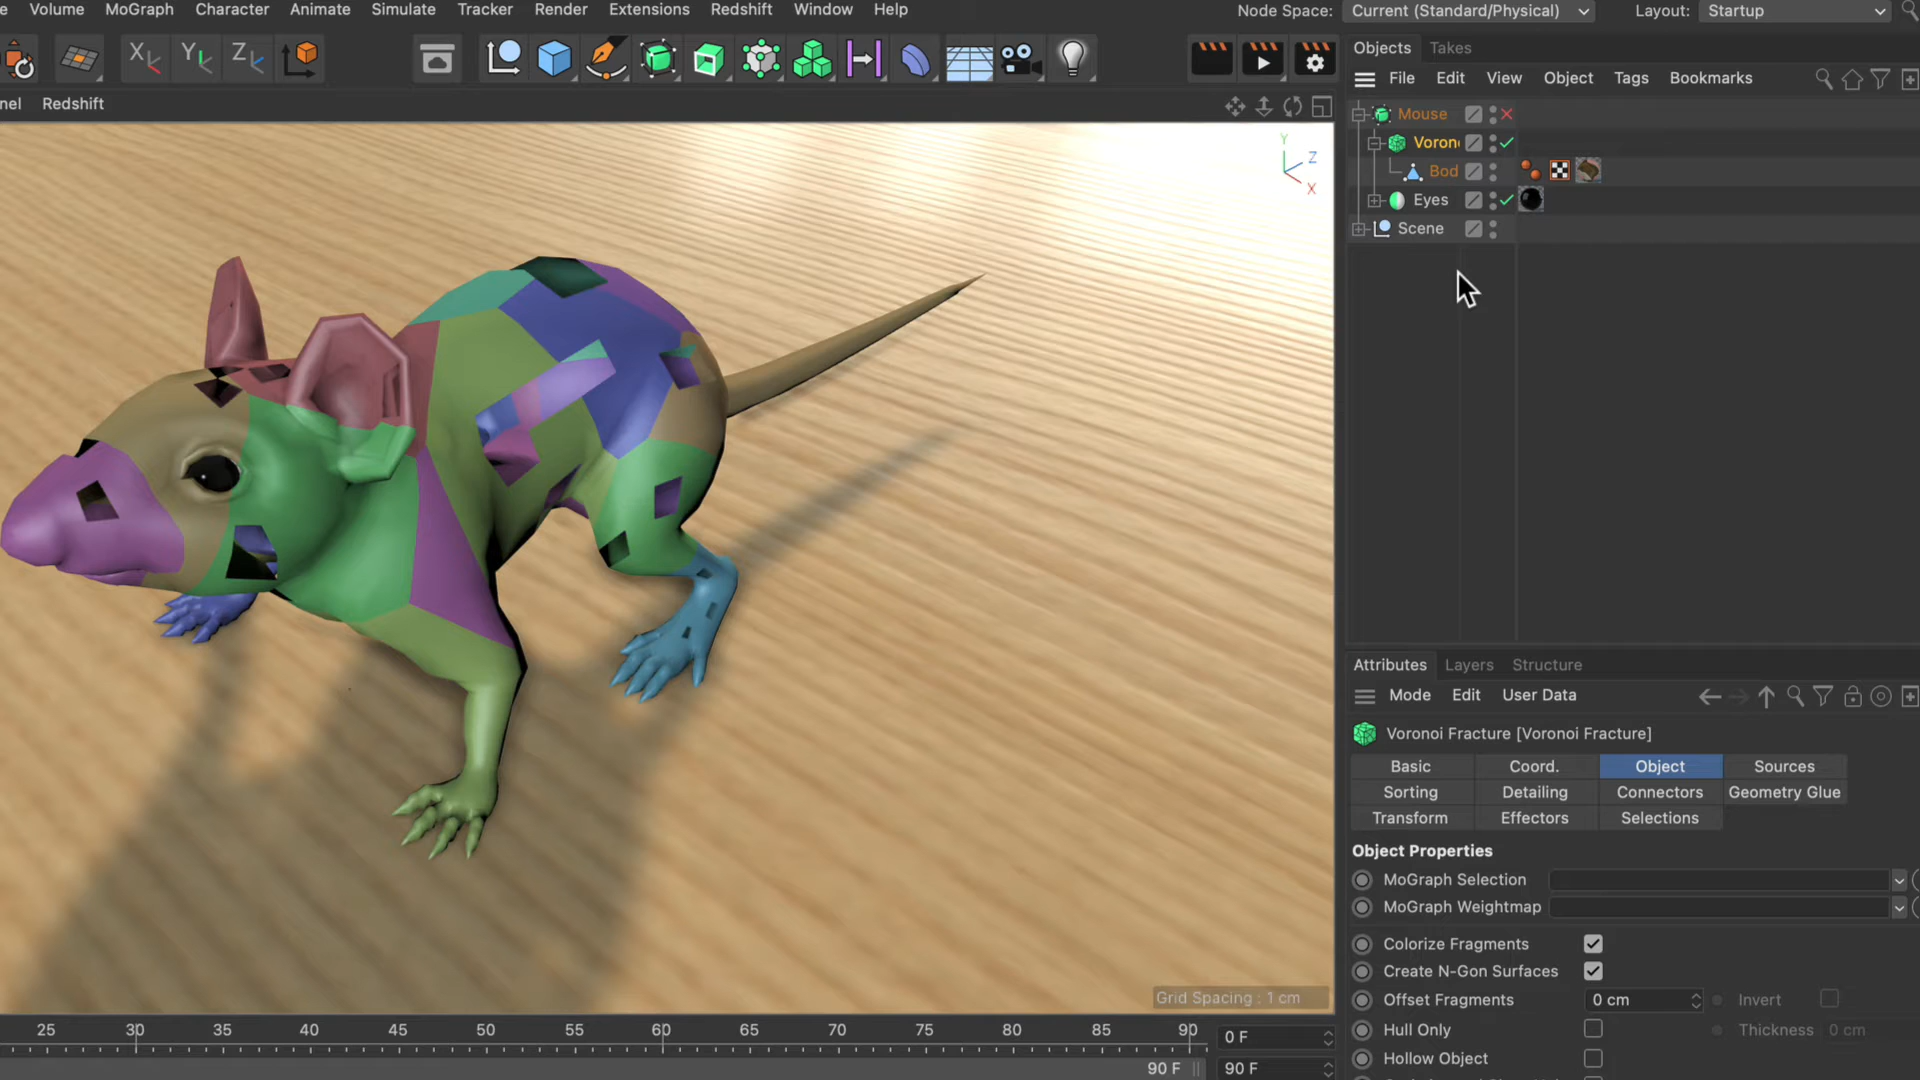 Volume MoGraph Character Animate Simulate Tracker Render Extensions Redshift Window Help
Node Space: Current (Standard/Physical) Layout: Startup
X Y Z
Objects Takes
File Edit View Object Tags Bookmarks
nel Redshift
Mouse
Voron
Bod
Eyes
Scene
Y
Z
X
Attributes Layers Structure
Mode Edit User Data
Voronoi Fracture [Voronoi Fracture]
Basic Coord. Object Sources
Sorting Detailing Connectors Geometry Glue
Transform Effectors Selections
Object Properties
MoGraph Selection
MoGraph Weightmap
Colorize Fragments
Create N-Gon Surfaces
Offset Fragments 0 cm Invert
Hull Only Thickness 0 cm
Hollow Object
Grid Spacing : 1 cm
25 30 35 40 45 50 55 60 65 70 75 80 85 90 0 F
90 F 90 F